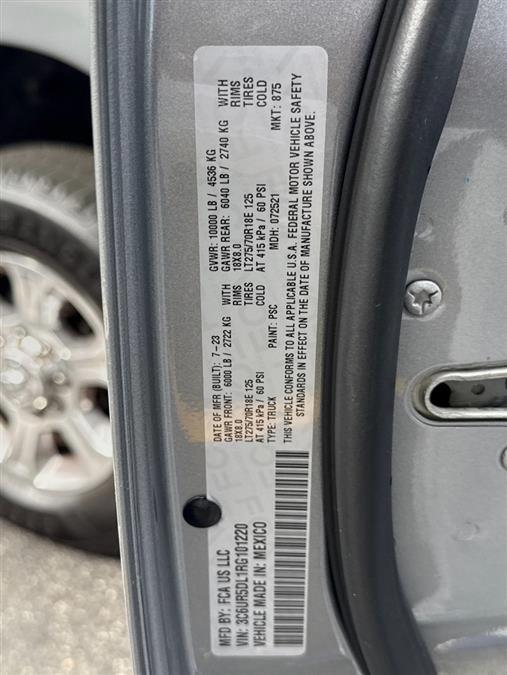 MFD BY: FCA US LLC
VIN: 3C6UR5DL1RG101220
VEHICLE MADE IN: MEXICO
DATE OF MFR (BUILT): 7-23
GVWR: 10000 LB / 4536 KG
GAWR FRONT: 6000 LB / 2722 KG WITH
GAWR REAR: 6040 LB / 2740 KG WITH
18X8.0 RIMS
18X8.0 RIMS
LT275/70R18E 125 TIRES
LT275/70R18E 125 TIRES
AT 415 kPa / 60 PSI COLD
AT 415 kPa / 60 PSI COLD
TYPE: TRUCK PAINT: PSC MDH: 072521 MKT: 875
THIS VEHICLE CONFORMS TO ALL APPLICABLE U.S.A. FEDERAL MOTOR VEHICLE SAFETY
STANDARDS IN EFFECT ON THE DATE OF MANUFACTURE SHOWN ABOVE.